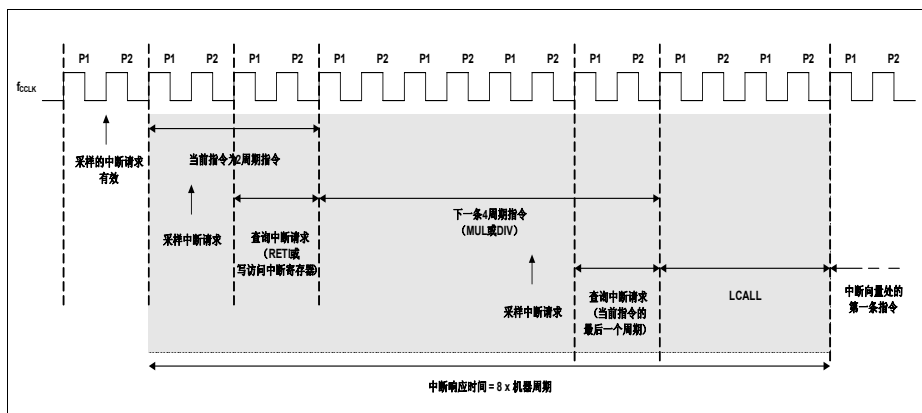 P1 P2 P1 P2 P1 P2 P1 P2 P1 P2 P1 P2 P1 P2 P1 P2 P1 P2 P1 P2
fCCLK
采样的中断请求
有效
当前指令为2周期指令
采样中断请求
查询中断请求
(RETI或
写访问中断寄存器)
下一条4周期指令
(MUL或DIV)
采样中断请求
查询中断请求
(当前指令的
最后一个周期)
LCALL
中断向量处的
第一条指令
中断响应时间 = 8 x 机器周期